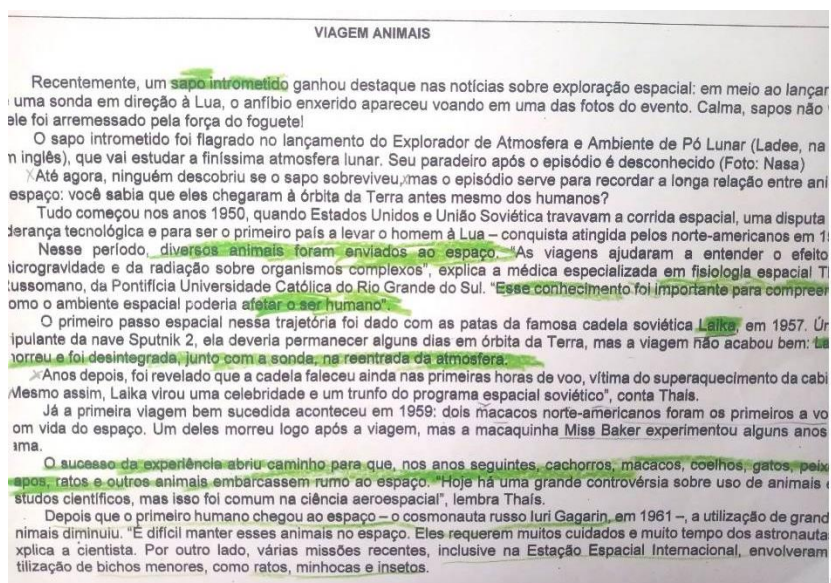 VIAGEM ANIMAIS
Recentemente, um sapo intrometido ganhou destaque nas notícias sobre exploração espacial: em meio ao lançar
uma sonda em direção à Lua, o anfíbio enxerido apareceu voando em uma das fotos do evento. Calma, sapos não
ele foi arremessado pela força do foguete!
O sapo intrometido foi flagrado no lançamento do Explorador de Atmosfera e Ambiente de Pó Lunar (Ladee, na
inglês), que vai estudar a finíssima atmosfera lunar. Seu paradeiro após o episódio é desconhecido (Foto: Nasa)
Até agora, ninguém descobriu se o sapo sobreviveu, mas o episódio serve para recordar a longa relação entre ani
espaço: você sabia que eles chegaram à órbita da Terra antes mesmo dos humanos?
Tudo começou nos anos 1950, quando Estados Unidos e União Soviética travavam a corrida espacial, uma disputa
derança tecnológica e para ser o primeiro país a levar o homem à Lua – conquista atingida pelos norte-americanos em
Nesse período, diversos animais foram enviados ao espaço. "As viagens ajudaram a entender o efeito
icrogravidade e da radiação sobre organismos complexos", explica a médica especializada em fisiologia espacial
ussomano, da Pontifícia Universidade Católica do Rio Grande do Sul. "Esse conhecimento foi importante para compreer
omo o ambiente espacial poderia afetar o ser humano".
O primeiro passo espacial nessa trajetória foi dado com as patas da famosa cadela soviética Laika, em 1957.
ipulante da nave Sputnik 2, ela deveria permanecer alguns dias em órbita da Terra, mas a viagem não acabou bem: La
orreu e foi desintegrada, junto com a sonda, na reentrada da atmosfera.
Anos depois, foi revelado que a cadela faleceu ainda nas primeiras horas de voo, vítima do superaquecimento da cabi
Mesmo assim, Laika virou uma celebridade e um trunfo do programa espacial soviético", conta Thais.
Já a primeira viagem bem sucedida aconteceu em 1959: dois macacos norte-americanos foram os primeiros a vo
om vida do espaço. Um deles morreu logo após a viagem, mas a macaquinha Miss Baker experimentou alguns anos
ama.
O sucesso da experiência abriu caminho para que, nos anos seguintes, cachorros, macacos, coelhos, gatos, peix
apos, ratos e outros animais embarcassem rumo ao espaço. "Hoje há uma grande controvérsia sobre uso de animais
studos científicos, mas isso foi comum na ciência aeroespacial", lembra Thaís.
Depois que o primeiro humano chegou ao espaço – o cosmonauta russo Iuri Gagarin, em 1961 –, a utilização de grand
nimais diminuiu. "É difícil manter esses animais no espaço. Eles requerem muitos cuidados e muito tempo dos astronauta
xplica a cientista. Por outro lado, várias missões recentes, inclusive na Estação Espacial Internacional, envolveram
tilização de bichos menores, como ratos, minhocas e insetos.